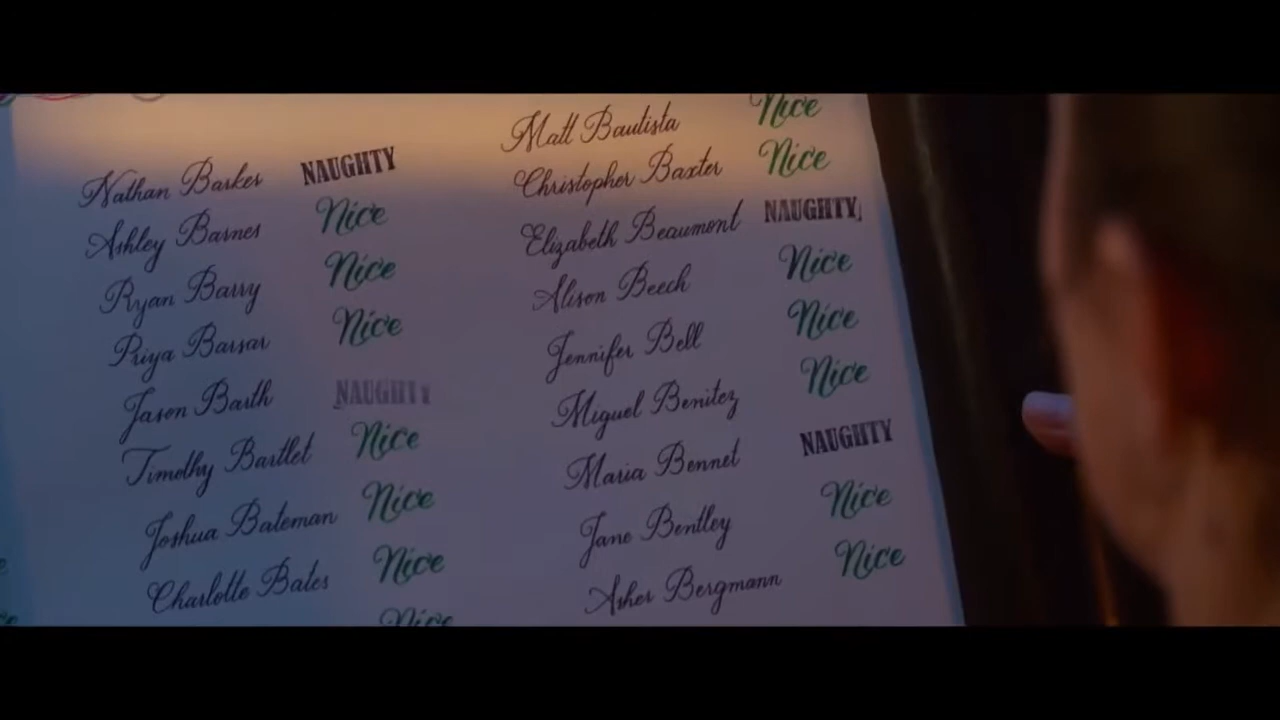 Nathan Barker NAUGHTY
Ashley Barnes Nice
Ryan Barry Nice
Priya Barsar Nice
Jason Barth NAUGHTY
Timothy Bartlet Nice
Joshua Bateman Nice
Charlotte Bates Nice
Nice
Matt Bautista Nice
Christopher Baxter Nice
Elizabeth Beaumont NAUGHTY
Alison Beech Nice
Jennifer Bell Nice
Miguel Benitez Nice
Maria Bennet NAUGHTY
Jane Bentley Nice
Asher Bergmann Nice